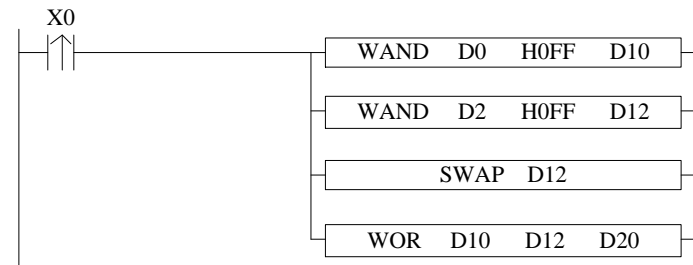 X0
WAND D0 H0FF D10
WAND D2 H0FF D12
SWAP D12
WOR D10 D12 D20